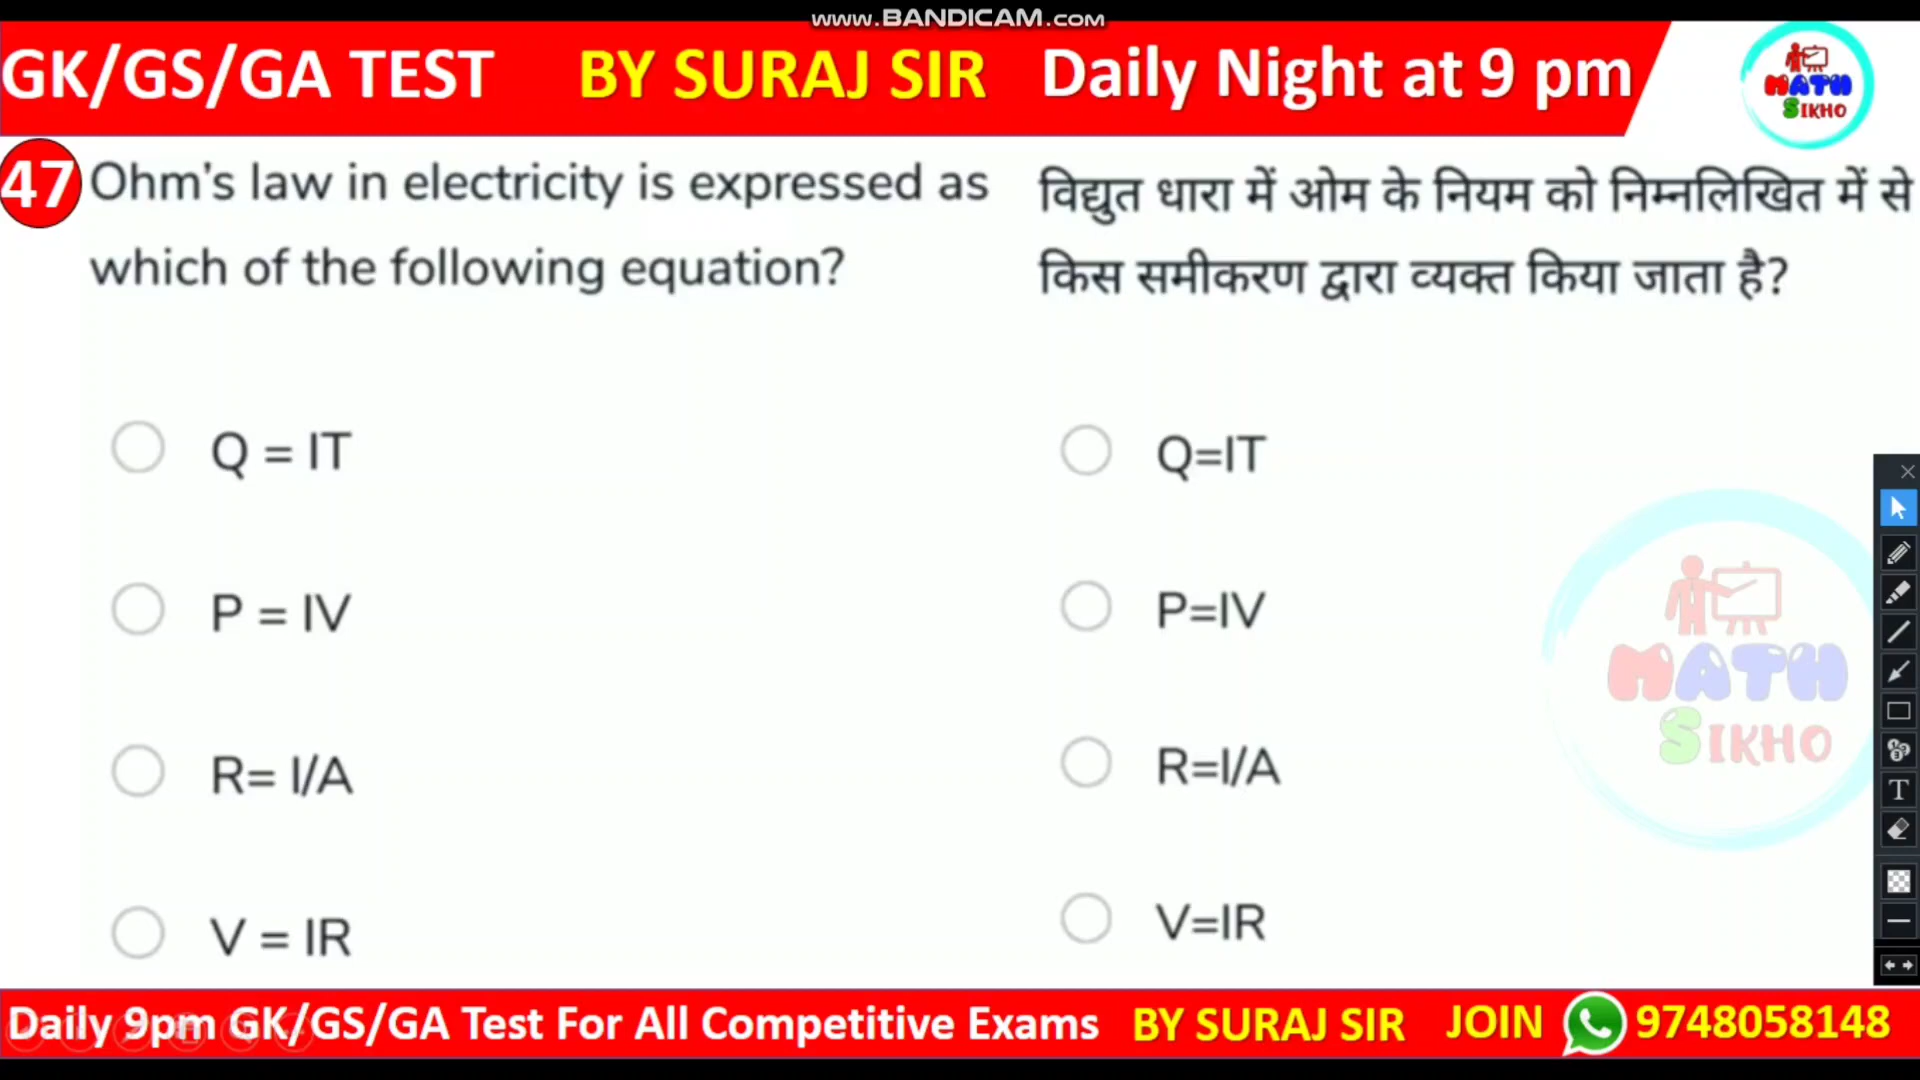 www.BANDICAM.com
GK/GS/GA TEST BY SURAJ SIR Daily Night at 9 pm
MATH
SIKHO
47 Ohm's law in electricity is expressed as
which of the following equation?
विद्युत धारा में ओम के नियम को निम्नलिखित में से
किस समीकरण द्वारा व्यक्त किया जाता है?
Q = IT
P = IV
R= I/A
V = IR
Q=IT
P=IV
R=I/A
V=IR
MATH
SIKHO
T
Daily 9pm GK/GS/GA Test For All Competitive Exams BY SURAJ SIR JOIN 9748058148